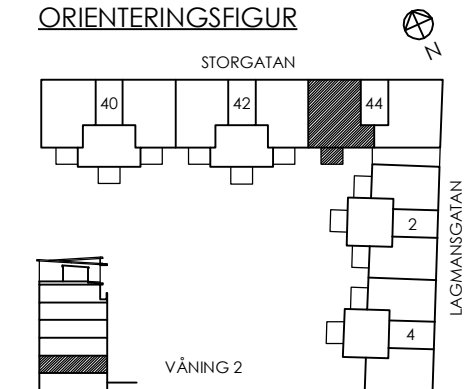 ORIENTERINGSFIGUR
N
STORGATAN
40
42
44
2
LAGMANSGATAN
4
VÅNING 2